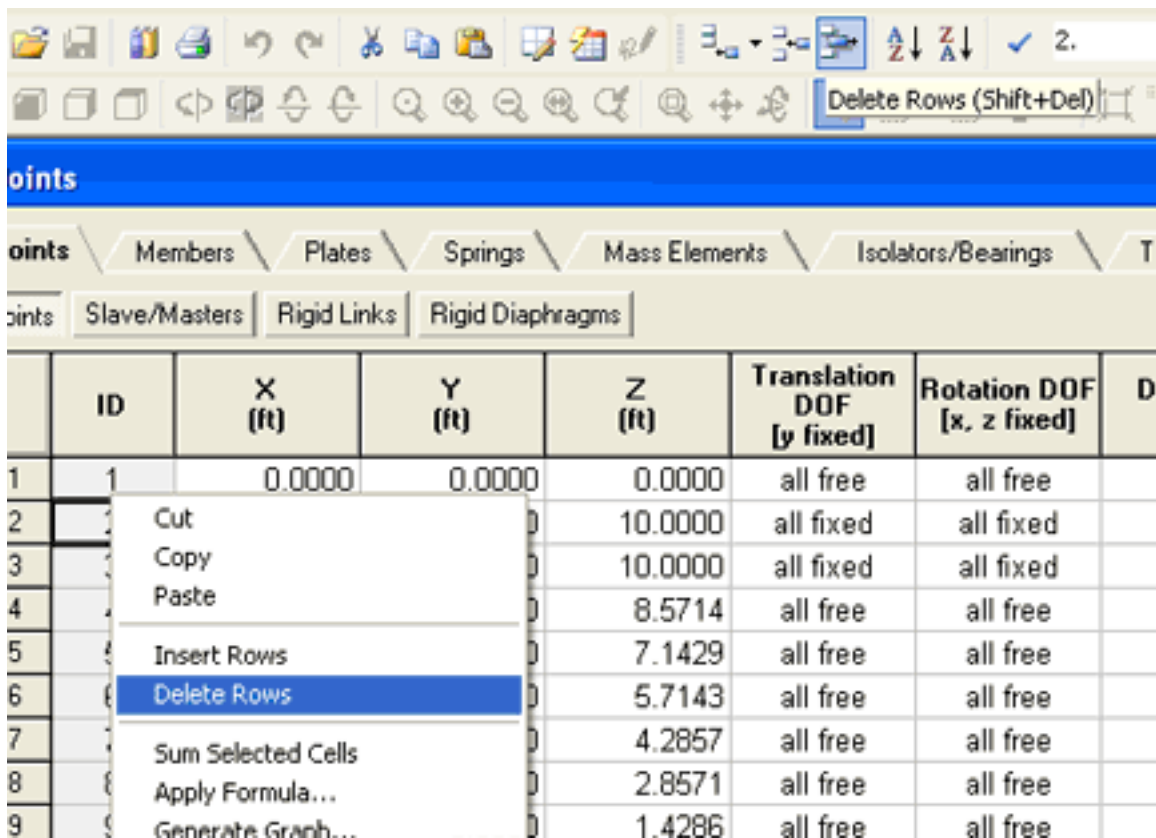 2.
Delete Rows (Shift+Del)
oints
oints Members Plates Springs Mass Elements Isolators/Bearings T
oints Slave/Masters Rigid Links Rigid Diaphragms
ID X (ft) Y (ft) Z (ft) Translation DOF [y fixed] Rotation DOF [x, z fixed] D
1 1 0.0000 0.0000 0.0000 all free all free
2 10.0000 all fixed all fixed
3 10.0000 all fixed all fixed
4 8.5714 all free all free
5 7.1429 all free all free
6 5.7143 all free all free
7 4.2857 all free all free
8 2.8571 all free all free
9 1.4286 all free all free
Cut
Copy
Paste
Insert Rows
Delete Rows
Sum Selected Cells
Apply Formula...
Generate Graph...